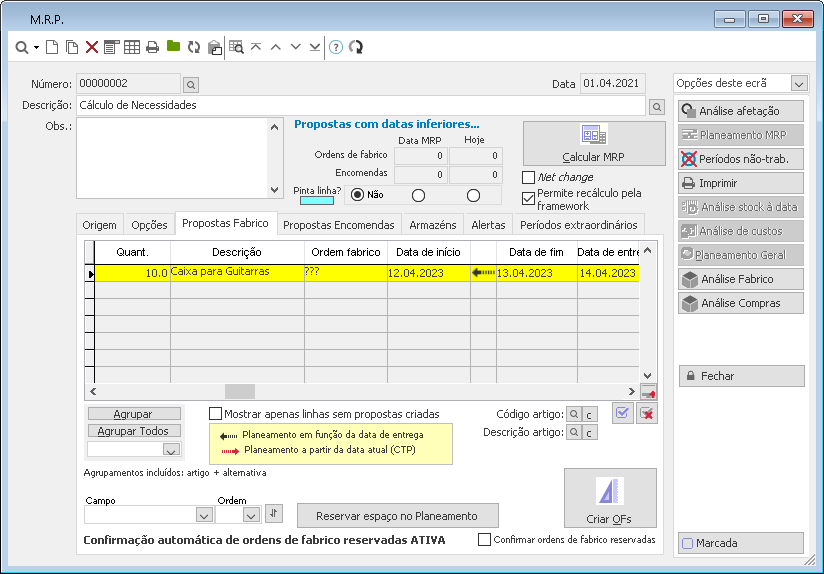 M.R.P.
Número: 00000002 Data 01.04.2021 Opções deste ecrã
Descrição: Cálculo de Necessidades
Obs.:
Propostas com datas inferiores...
Data MRP Hoje
Ordens de fabrico 0 0
Encomendas 0 0
Pinta linha? Não
Calcular MRP
Net change
Permite recálculo pela
framework
Origem Opções Propostas Fabrico Propostas Encomendas Armazéns Alertas Períodos extraordinários
Quant. Descrição Ordem fabrico Data de início Data de fim Data de entre
10.0 Caixa para Guitarras ??? 12.04.2023 13.04.2023 14.04.2023
Agrupar
Agrupar Todos
Mostrar apenas linhas sem propostas criadas
Planeamento em função da data de entrega
Planeamento a partir da data atual (CTP)
Código artigo: c
Descrição artigo: c
Agrupamentos incluídos: artigo + alternativa
Campo Ordem
Reservar espaço no Planeamento
Criar OFs
Confirmação automática de ordens de fabrico reservadas ATIVA
Confirmar ordens de fabrico reservadas
Análise afetação
Planeamento MRP
Períodos não-trab.
Imprimir
Análise stock à data
Análise de custos
Planeamento Geral
Análise Fabrico
Análise Compras
Fechar
Marcada